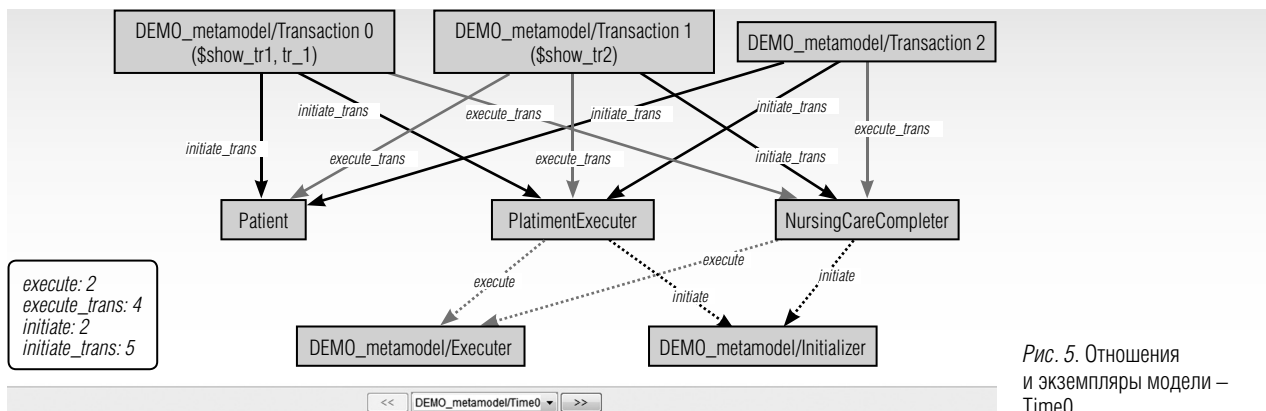 DEMO_metamodel/Transaction 0
($show_tr1, tr_1)
DEMO_metamodel/Transaction 1
($show_tr2)
DEMO_metamodel/Transaction 2
initiate_trans
execute_trans
initiate_trans
initiate_trans
execute_trans
initiate_trans
execute_trans
execute_trans
initiate_trans
Patient
PlatimentExecuter
NursingCareCompleter
execute
initiate
execute
initiate
execute: 2
execute_trans: 4
initiate: 2
initiate_trans: 5
DEMO_metamodel/Executer
DEMO_metamodel/Initializer
<< DEMO_metamodel/Time0 >>
Рис. 5. Отношения
и экземпляры модели –
Time0